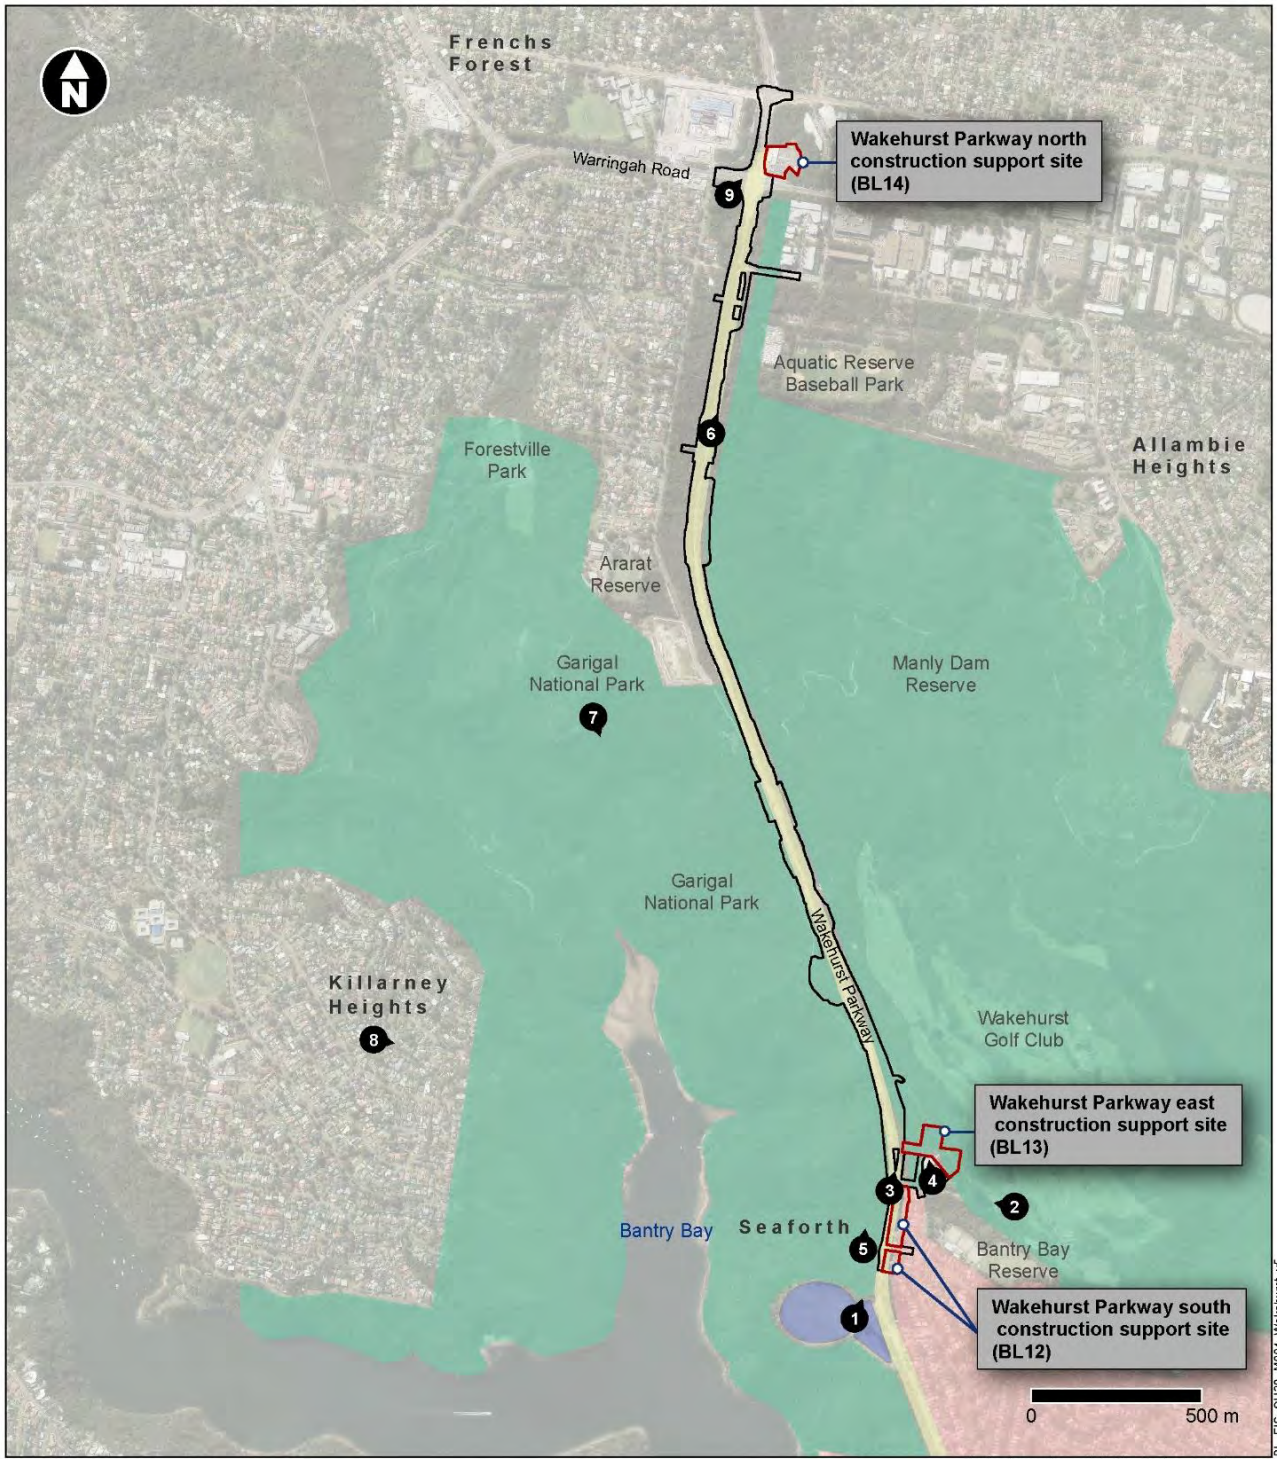 Frenchs
Forest
N
Wakehurst Parkway north
construction support site
(BL14)
Warringah Road
9
Aquatic Reserve
Baseball Park
6
Allambie
Heights
Forestville
Park
Ararat
Reserve
Garigal
National Park
Manly Dam
Reserve
7
Garigal
National Park
Wakehurst Parkway
Killarney
Heights
8
Wakehurst
Golf Club
Wakehurst Parkway east
construction support site
(BL13)
3
4
2
Bantry Bay
Seaforth
5
Bantry Bay
Reserve
1
Wakehurst Parkway south
construction support site
(BL12)
0
500 m